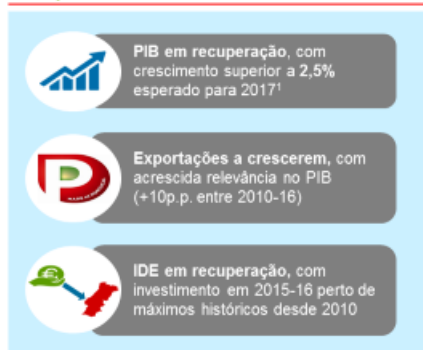 PIB em recuperação, com
crescimento superior a 2,5%
esperado para 2017¹
Exportações a crescerem, com
acrescida relevância no PIB
(+10p.p. entre 2010-16)
IDE em recuperação, com
investimento em 2015-16 perto de
máximos históricos desde 2010